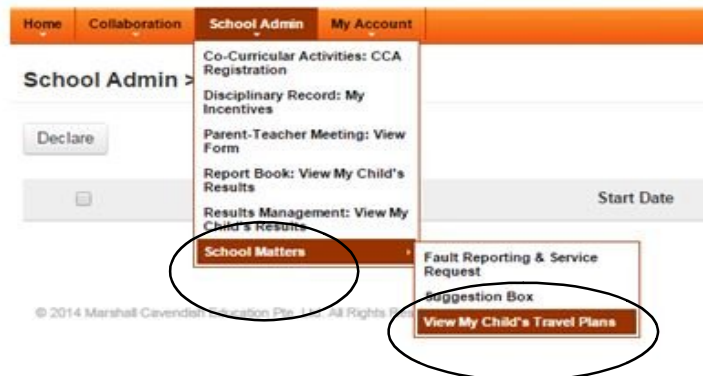 Home Collaboration School Admin My Account
School Admin >
Co-Curricular Activities: CCA
Registration
Disciplinary Record: My
Incentives
Declare
Parent-Teacher Meeting: View
Form
Report Book: View My Child's
Results
Start Date
Results Management: View My
Child's Results
School Matters
Fault Reporting & Service
Request
Suggestion Box
View My Child's Travel Plans
© 2014 Marshall Cavendish Education Pte. Ltd. All Rights